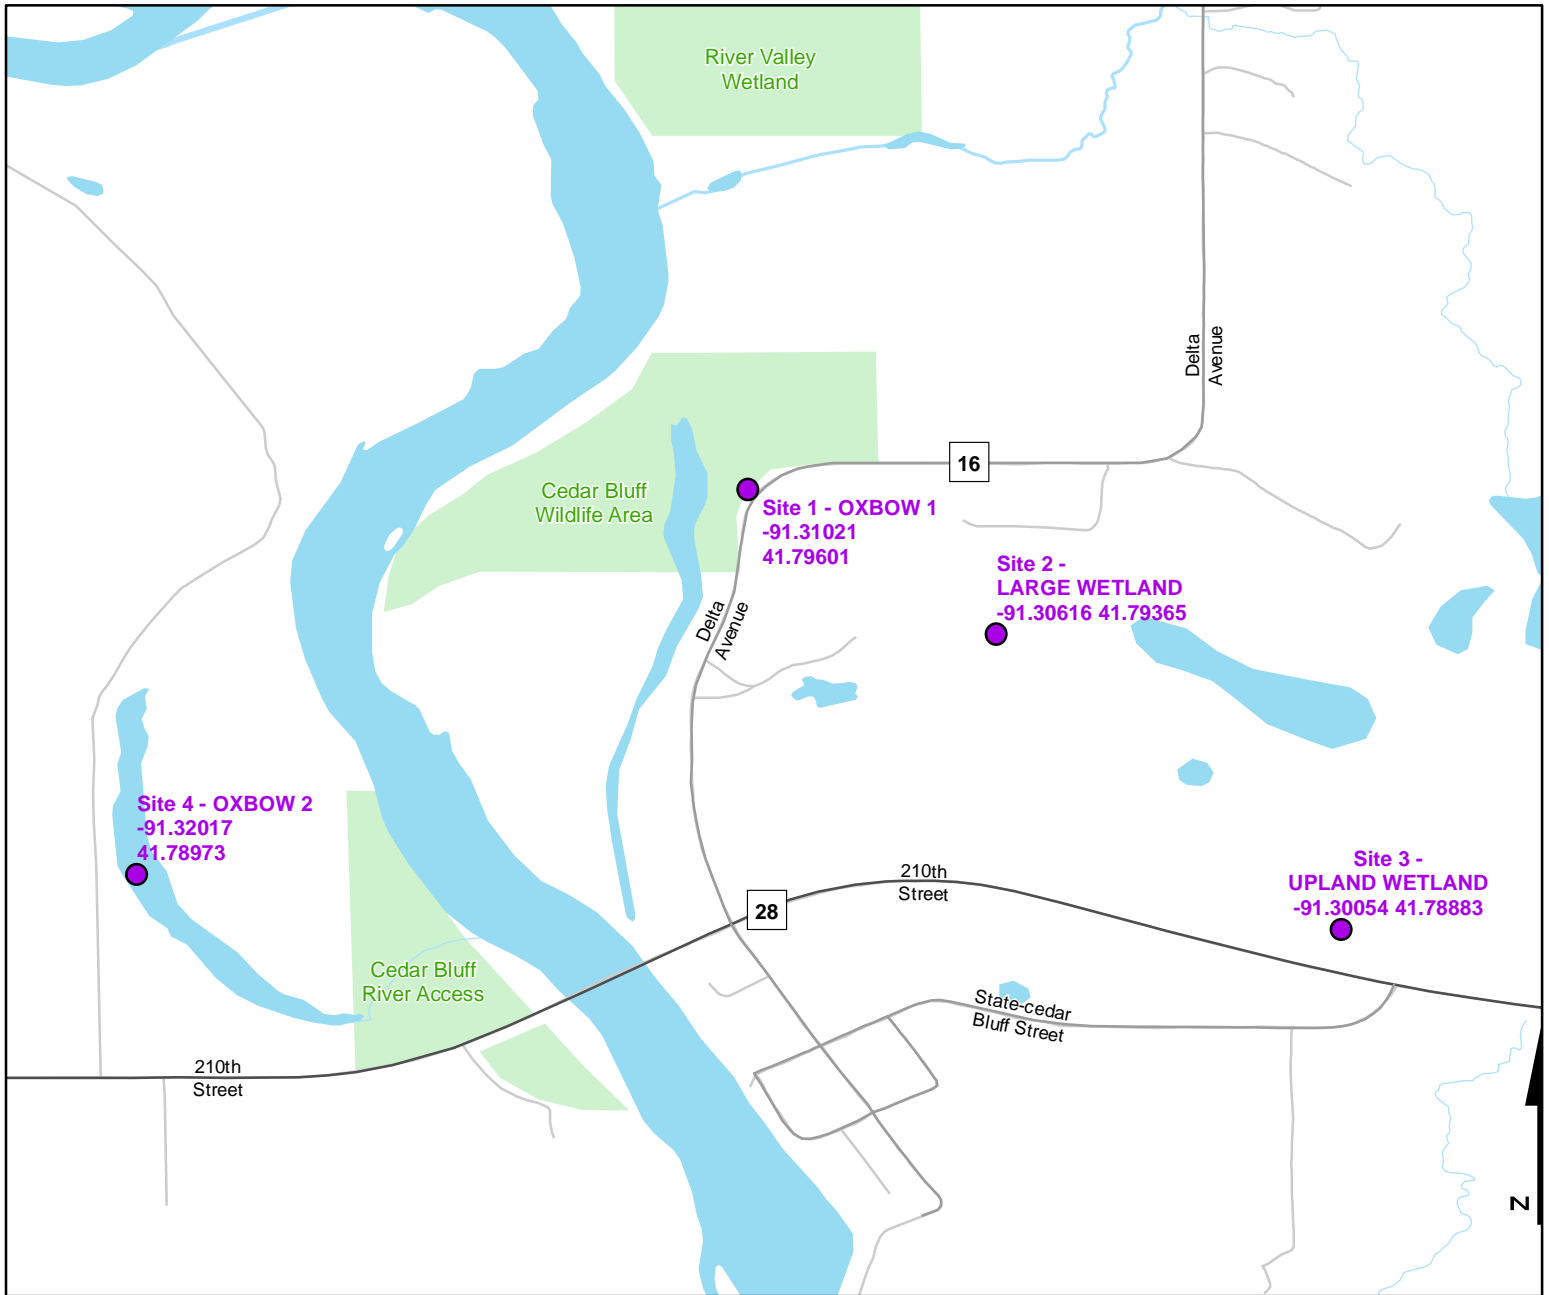 River Valley
Wetland
Delta
Avenue
16
Cedar Bluff
Wildlife Area
Site 1 - OXBOW 1
-91.31021
41.79601
Site 2 -
LARGE WETLAND
-91.30616 41.79365
Delta
Avenue
Site 4 - OXBOW 2
-91.32017
41.78973
210th
Street
28
Site 3 -
UPLAND WETLAND
-91.30054 41.78883
Cedar Bluff
River Access
State-cedar
Bluff Street
210th
Street
N